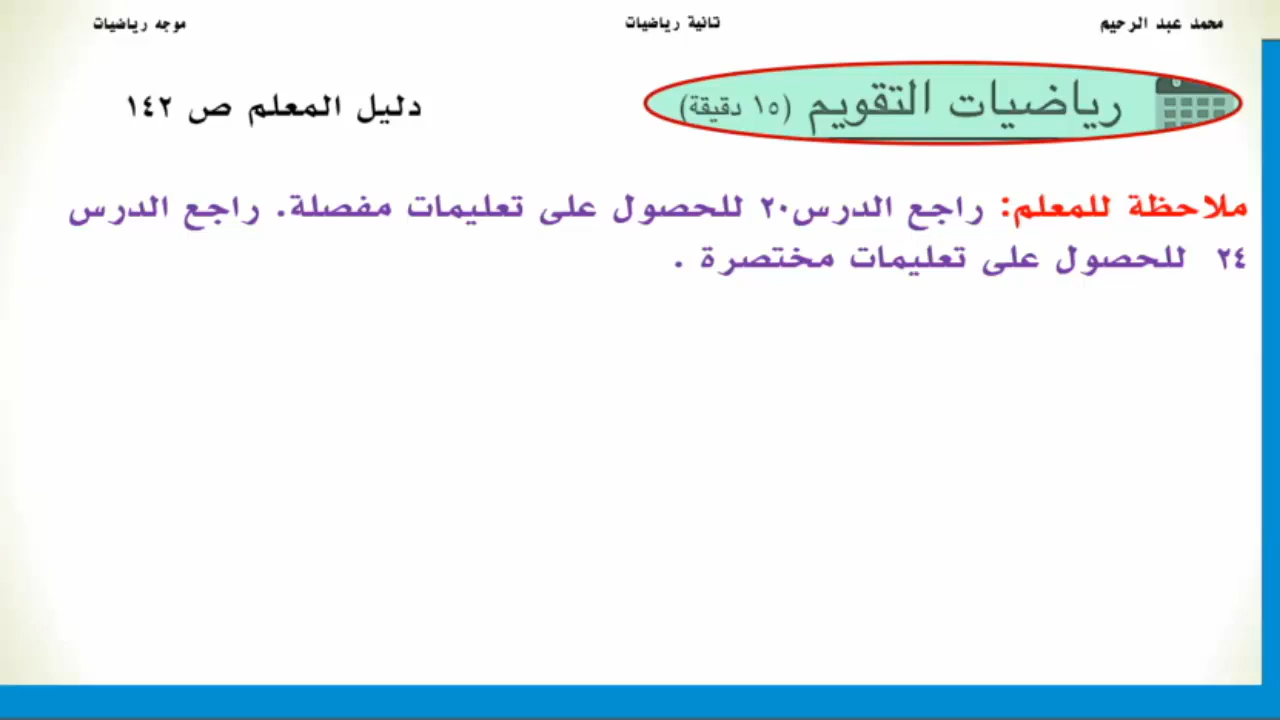 محمد عبد الرحيم
تانية رياضيات
موجه رياضيات
رياضيات التقويم (١٥ دقيقة)
دليل المعلم ص ١٤٢
ملاحظة للمعلم: راجع الدرس٢٠ للحصول على تعليمات مفصلة. راجع الدرس
٢٤ للحصول على تعليمات مختصرة .